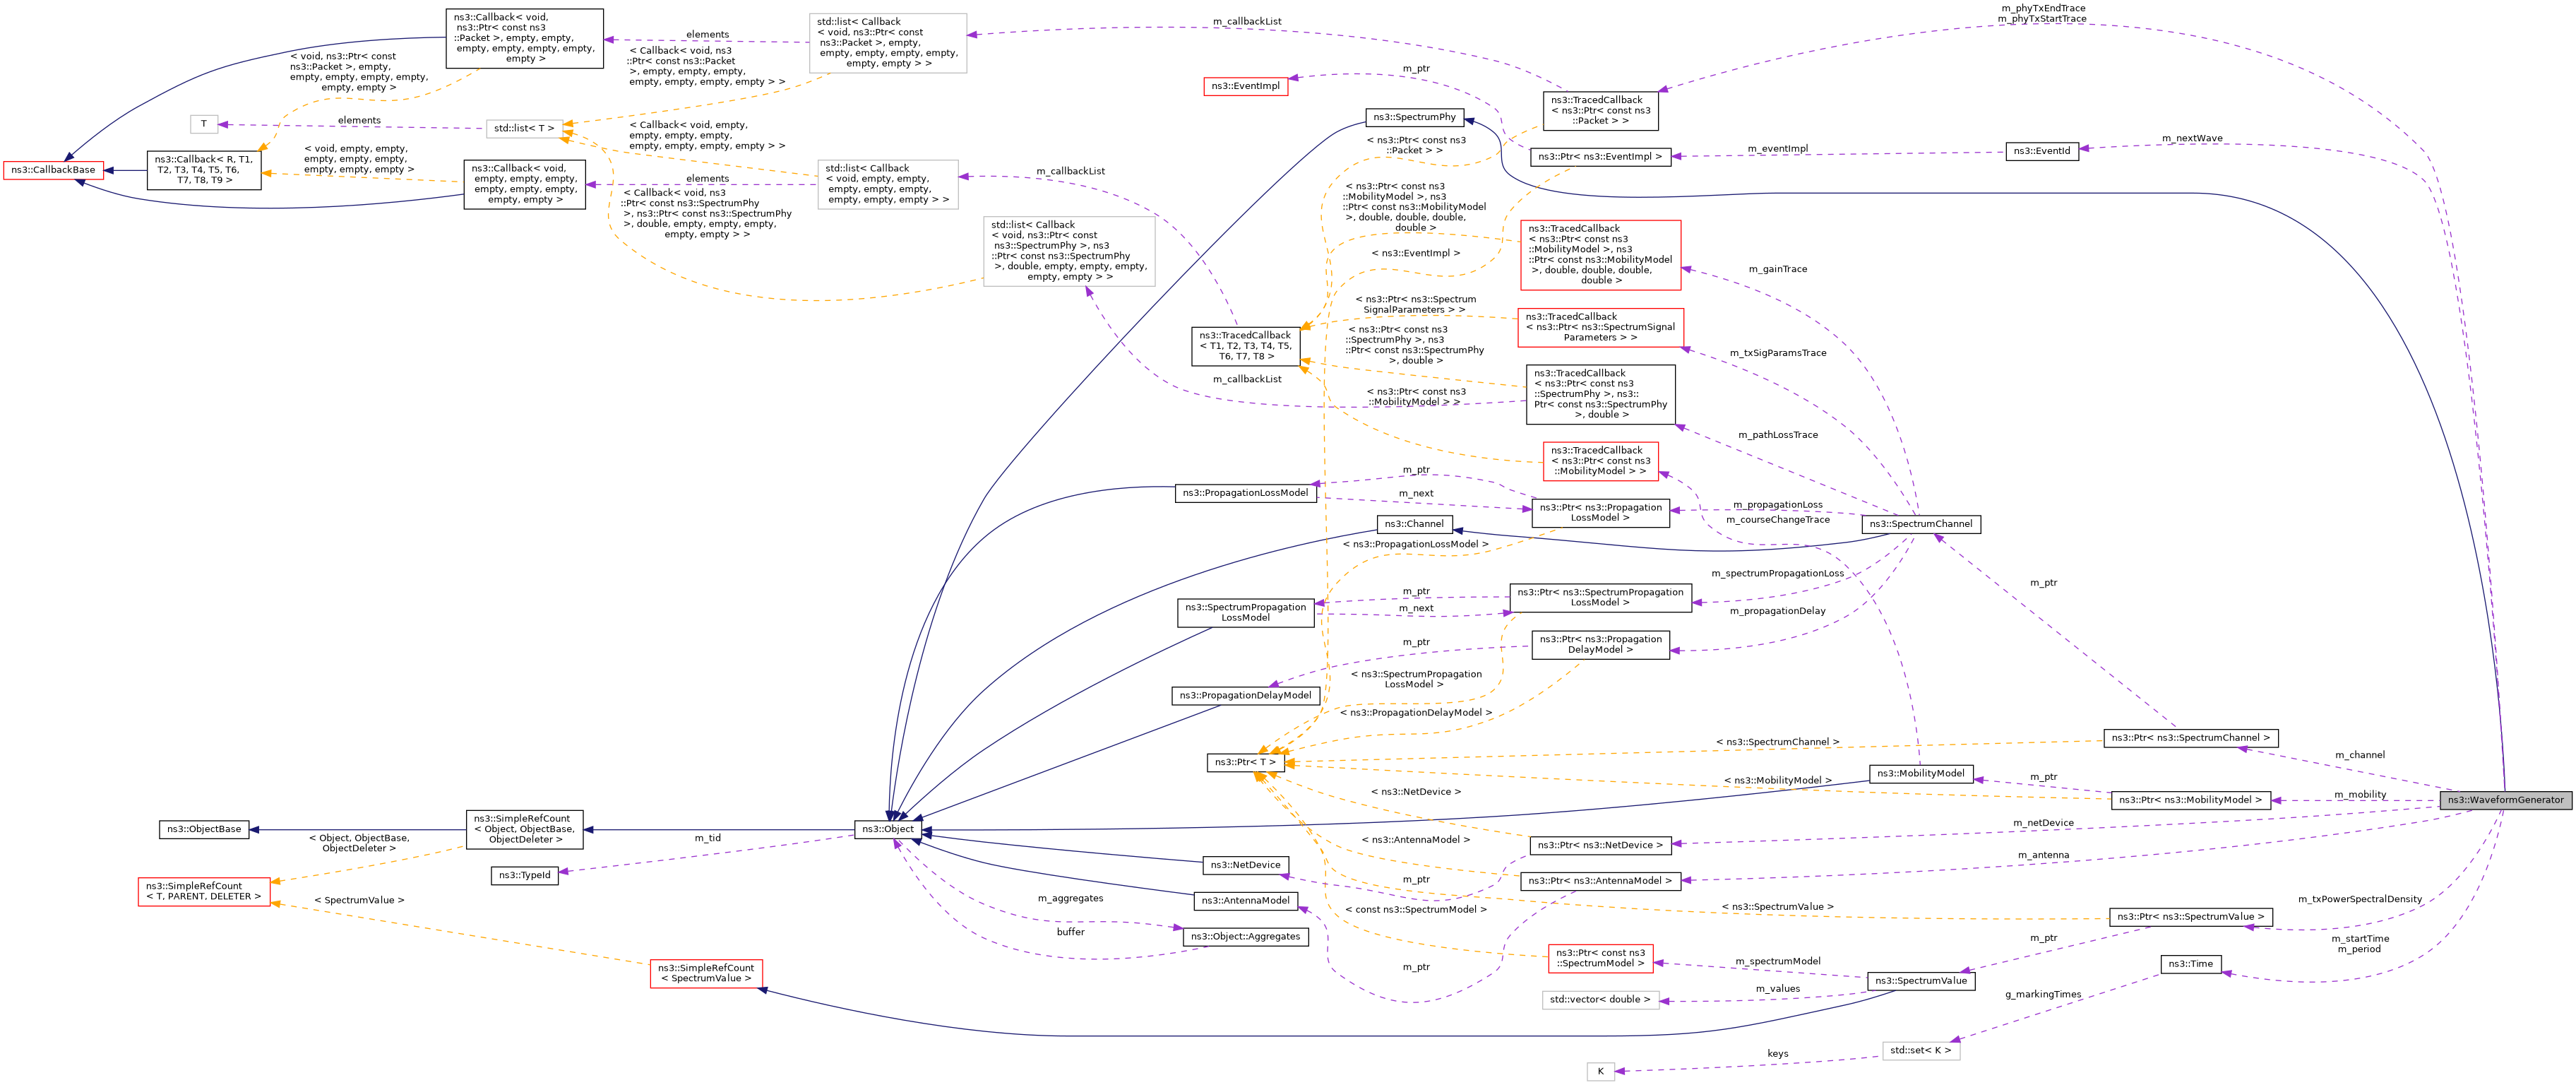 ns3::Callback< void,
ns3::Ptr< const ns3
::Packet >, empty, empty,
empty, empty, empty, empty,
empty >
std::list< Callback
< void, ns3::Ptr< const
ns3::Packet >, empty,
empty, empty, empty, empty,
empty, empty > >
elements
m_callbackList
m_phyTxEndTrace
m_phyTxStartTrace
< void, ns3::Ptr< const
ns3::Packet >, empty,
empty, empty, empty, empty,
empty, empty >
< Callback< void, ns3
::Ptr< const ns3::Packet
>, empty, empty, empty,
empty, empty, empty, empty > >
m_ptr
ns3::EventImpl
ns3::TracedCallback
< ns3::Ptr< const ns3
::Packet > >
ns3::SpectrumPhy
T
elements
std::list< T >
< Callback< void, empty,
empty, empty, empty,
empty, empty, empty, empty > >
< ns3::Ptr< const ns3
::Packet > >
ns3::Ptr< ns3::EventImpl >
m_eventImpl
ns3::EventId
m_nextWave
ns3::CallbackBase
ns3::Callback< R, T1,
T2, T3, T4, T5, T6,
T7, T8, T9 >
< void, empty, empty,
empty, empty, empty,
empty, empty, empty >
ns3::Callback< void,
empty, empty, empty,
empty, empty, empty,
empty, empty >
elements
std::list< Callback
< void, empty, empty,
empty, empty, empty,
empty, empty, empty > >
m_callbackList
< Callback< void, ns3
::Ptr< const ns3::SpectrumPhy
>, ns3::Ptr< const ns3::SpectrumPhy
>, double, empty, empty, empty,
empty, empty > >
std::list< Callback
< void, ns3::Ptr< const
ns3::SpectrumPhy >, ns3
::Ptr< const ns3::SpectrumPhy
>, double, empty, empty, empty,
empty, empty > >
< ns3::Ptr< const ns3
::MobilityModel >, ns3
::Ptr< const ns3::MobilityModel
>, double, double, double,
double >
< ns3::EventImpl >
ns3::TracedCallback
< ns3::Ptr< const ns3
::MobilityModel >, ns3
::Ptr< const ns3::MobilityModel
>, double, double, double,
double >
m_gainTrace
< ns3::Ptr< ns3::Spectrum
SignalParameters > >
ns3::TracedCallback
< ns3::Ptr< ns3::SpectrumSignal
Parameters > >
m_txSigParamsTrace
ns3::TracedCallback
< T1, T2, T3, T4, T5,
T6, T7, T8 >
< ns3::Ptr< const ns3
::SpectrumPhy >, ns3
::Ptr< const ns3::SpectrumPhy
>, double >
m_callbackList
ns3::TracedCallback
< ns3::Ptr< const ns3
::SpectrumPhy >, ns3::
Ptr< const ns3::SpectrumPhy
>, double >
m_pathLossTrace
< ns3::Ptr< const ns3
::MobilityModel > >
ns3::TracedCallback
< ns3::Ptr< const ns3
::MobilityModel > >
m_ptr
ns3::PropagationLossModel
m_next
ns3::Ptr< ns3::Propagation
LossModel >
m_propagationLoss
m_courseChangeTrace
ns3::Channel
ns3::SpectrumChannel
< ns3::PropagationLossModel >
m_spectrumPropagationLoss
m_ptr
ns3::SpectrumPropagation
LossModel
m_ptr
m_next
ns3::Ptr< ns3::SpectrumPropagation
LossModel >
m_propagationDelay
m_ptr
ns3::Ptr< ns3::Propagation
DelayModel >
ns3::PropagationDelayModel
< ns3::SpectrumPropagation
LossModel >
< ns3::PropagationDelayModel >
< ns3::SpectrumChannel >
ns3::Ptr< ns3::SpectrumChannel >
m_channel
ns3::Ptr< T >
ns3::MobilityModel
m_ptr
< ns3::MobilityModel >
ns3::Ptr< ns3::MobilityModel >
m_mobility
ns3::WaveformGenerator
< ns3::NetDevice >
ns3::ObjectBase
ns3::SimpleRefCount
< Object, ObjectBase,
ObjectDeleter >
ns3::Object
m_netDevice
< Object, ObjectBase,
ObjectDeleter >
m_tid
< ns3::AntennaModel >
ns3::Ptr< ns3::NetDevice >
m_antenna
ns3::TypeId
ns3::NetDevice
m_ptr
ns3::Ptr< ns3::AntennaModel >
ns3::SimpleRefCount
< T, PARENT, DELETER >
< SpectrumValue >
m_aggregates
ns3::AntennaModel
< const ns3::SpectrumModel >
< ns3::SpectrumValue >
m_txPowerSpectralDensity
ns3::Ptr< ns3::SpectrumValue >
buffer
ns3::Object::Aggregates
m_ptr
m_startTime
m_period
ns3::SimpleRefCount
< SpectrumValue >
m_ptr
ns3::Ptr< const ns3
::SpectrumModel >
m_spectrumModel
ns3::Time
ns3::SpectrumValue
m_values
std::vector< double >
g_markingTimes
std::set< K >
keys
K